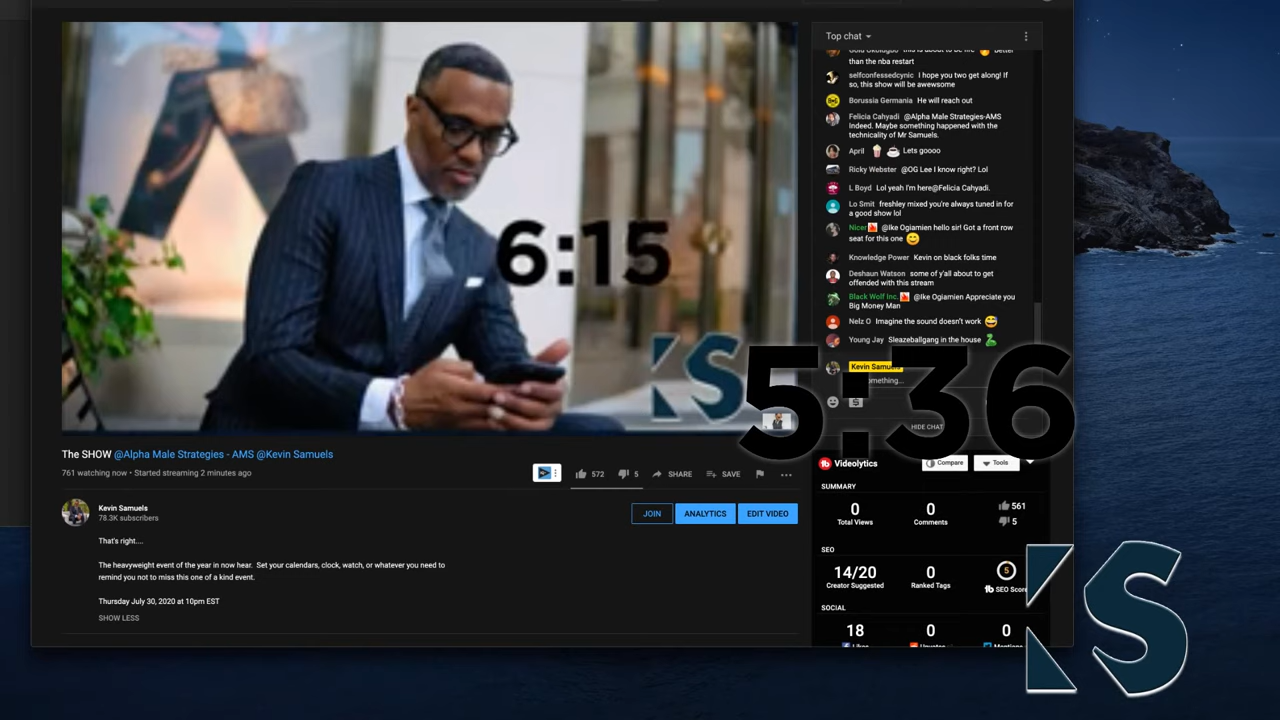 6:15
KS
The SHOW @Alpha Male Strategies - AMS @Kevin Samuels
761 watching now • Started streaming 2 minutes ago
572
5
SHARE
SAVE
Kevin Samuels
78.3K subscribers
JOIN
ANALYTICS
EDIT VIDEO
That's right....
The heavyweight event of the year in now hear. Set your calendars, clock, watch, or whatever you need to
remind you not to miss this one of a kind event.
Thursday July 30, 2020 at 10pm EST
SHOW LESS
Top chat
better
than the nba restart
selfconfessedcynic I hope you two get along! If
so, this show will be awewsome
Borussia Germania He will reach out
Felicia Cahyadi @Alpha Male Strategies-AMS
Indeed. Maybe something happened with the
technicality of Mr Samuels.
April Lets goooo
Ricky Webster @OG Lee I know right? Lol
L Boyd Lol yeah I'm here@Felicia Cahyadi.
Lo Smit freshley mixed you're always tuned in for
a good show lol
Nicer @Ike Ogiamien hello sir! Got a front row
seat for this one
Knowledge Power Kevin on black folks time
Deshaun Watson some of y'all about to get
offended with this stream
Black Wolf Inc. @Ike Ogiamien Appreciate you
Big Money Man
Nelz O Imagine the sound doesn't work
Young Jay Sleazeballgang in the house
Kevin Samuels
something...
HIDE CHAT
5:36
Videolytics
Compare
Tools
SUMMARY
0
Total Views
0
Comments
561
5
SEO
14/20
Creator Suggested
0
Ranked Tags
5
tb SEO Score
SOCIAL
18
Likes
0
0
KS